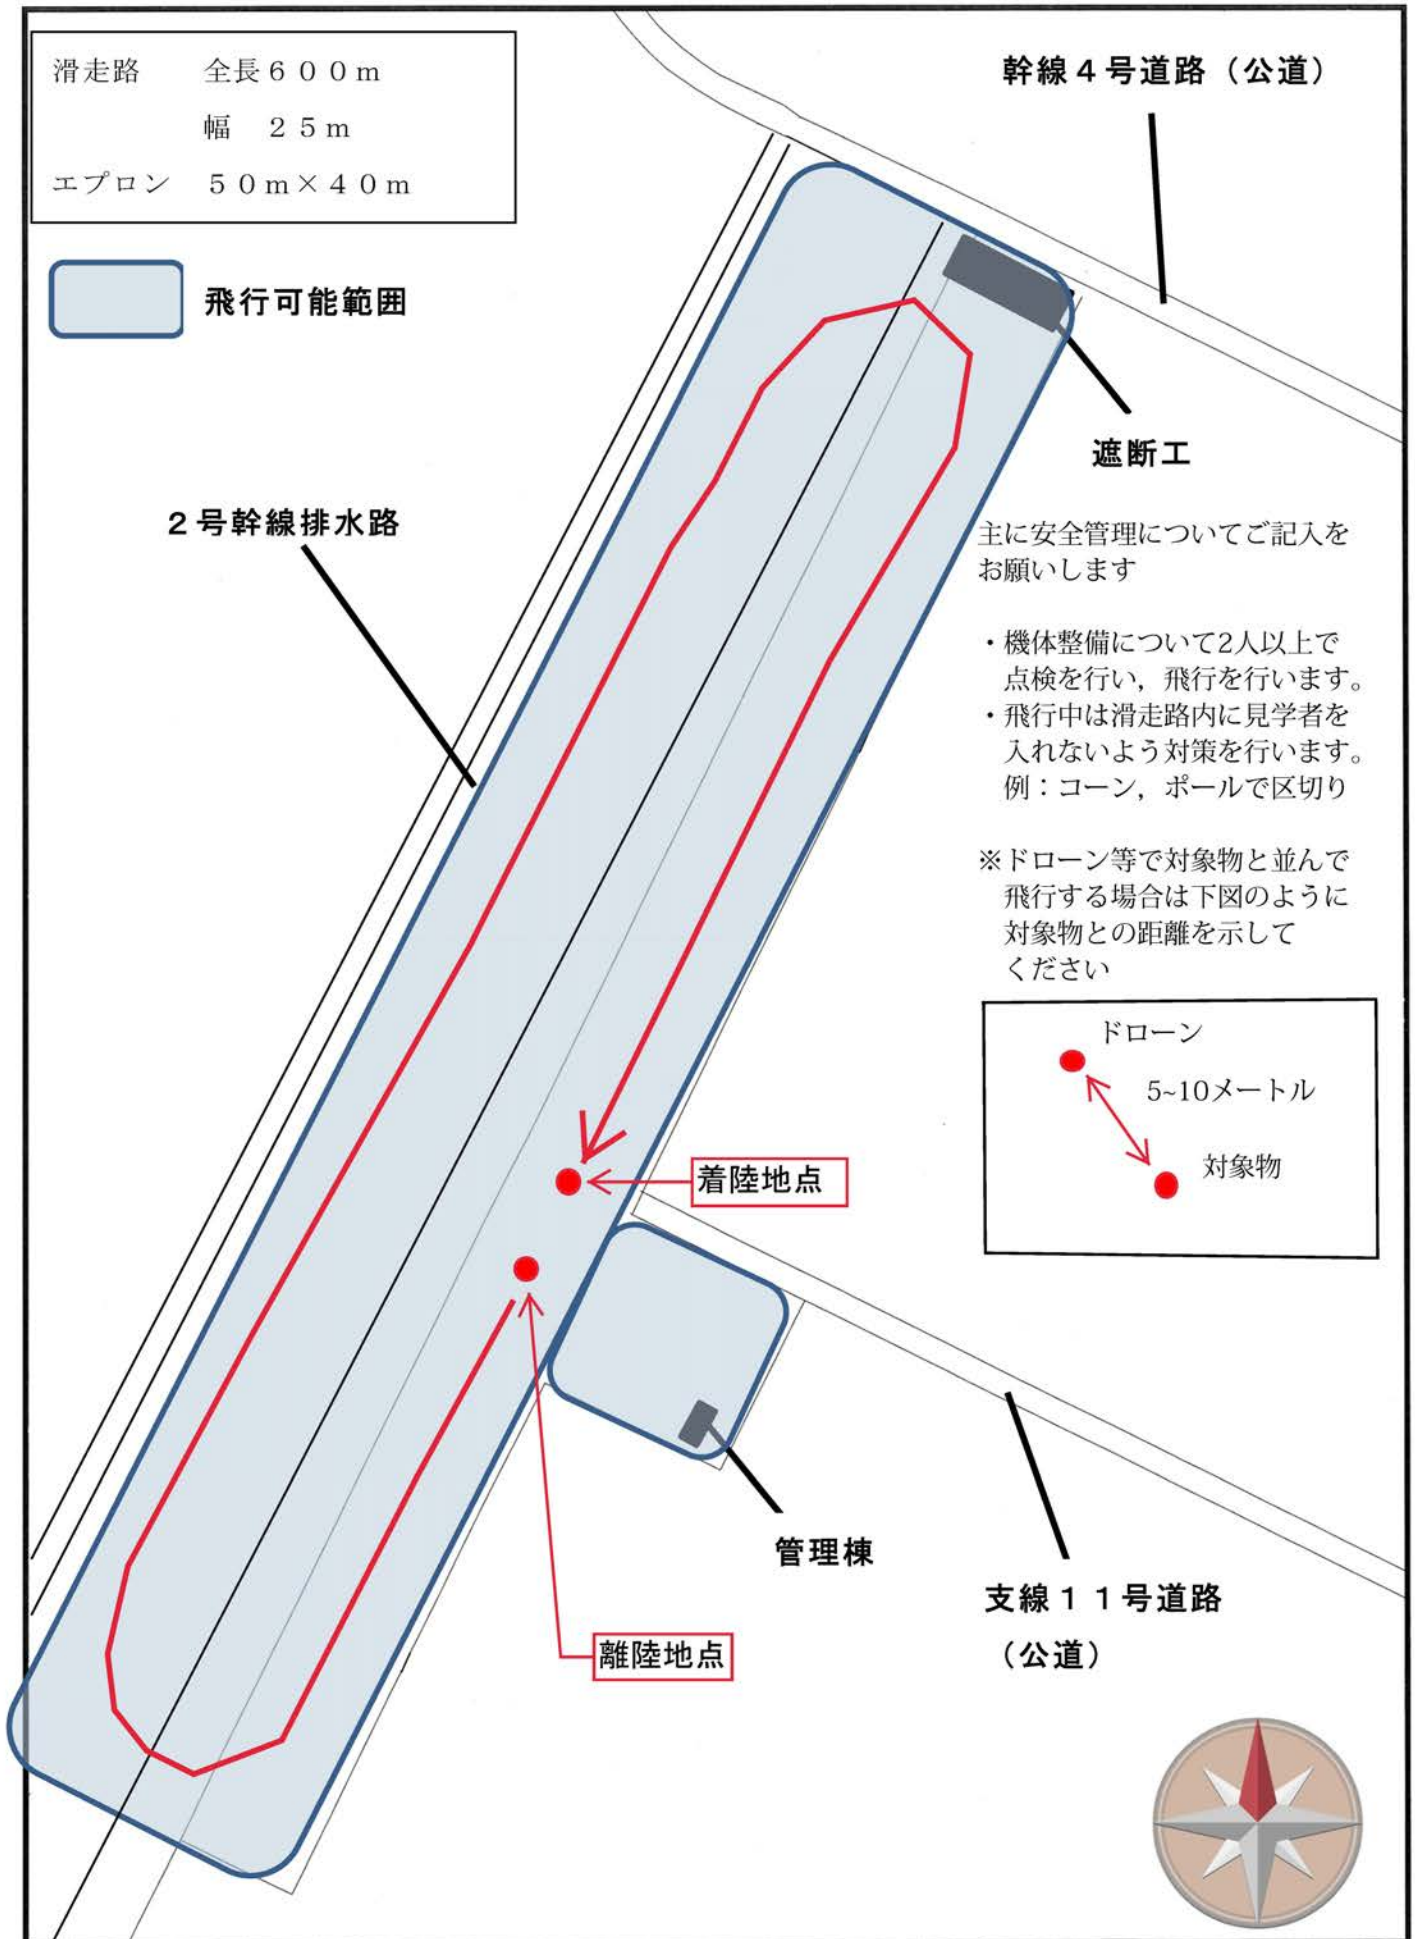 滑走路　全長６００ｍ
幅　２５ｍ
エプロン　５０ｍ×４０ｍ
飛行可能範囲
幹線４号道路（公道）
遮断工
２号幹線排水路
主に安全管理についてご記入を
お願いします
・機体整備について2人以上で
点検を行い，飛行を行います。
・飛行中は滑走路内に見学者を
入れないよう対策を行います。
例：コーン，ポールで区切り
※ドローン等で対象物と並んで
飛行する場合は下図のように
対象物との距離を示して
ください
ドローン
5~10メートル
対象物
着陸地点
管理棟
支線１１号道路
（公道）
離陸地点